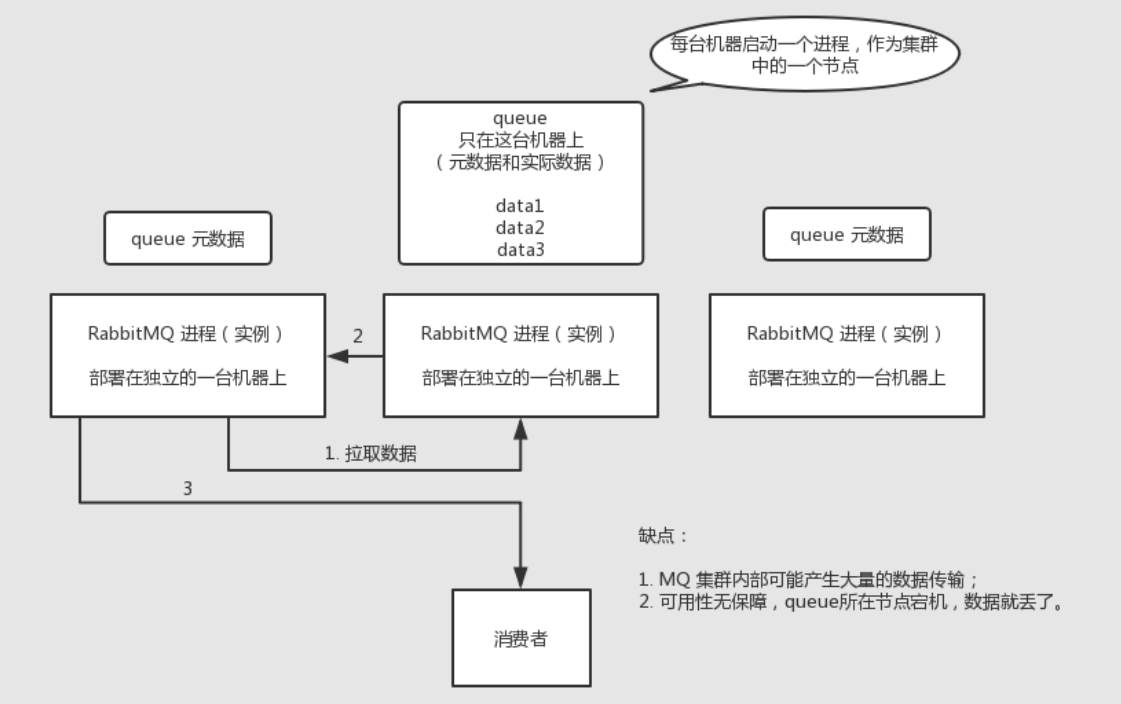 每台机器启动一个进程，作为集群
中的一个节点
queue
只在这台机器上
（元数据和实际数据）
data1
data2
data3
queue 元数据
queue 元数据
RabbitMQ 进程（实例）
部署在独立的一台机器上
2
RabbitMQ 进程（实例）
部署在独立的一台机器上
RabbitMQ 进程（实例）
部署在独立的一台机器上
1. 拉取数据
3
缺点：
1. MQ 集群内部可能产生大量的数据传输；
2. 可用性无保障，queue所在节点宕机，数据就丢了。
消费者